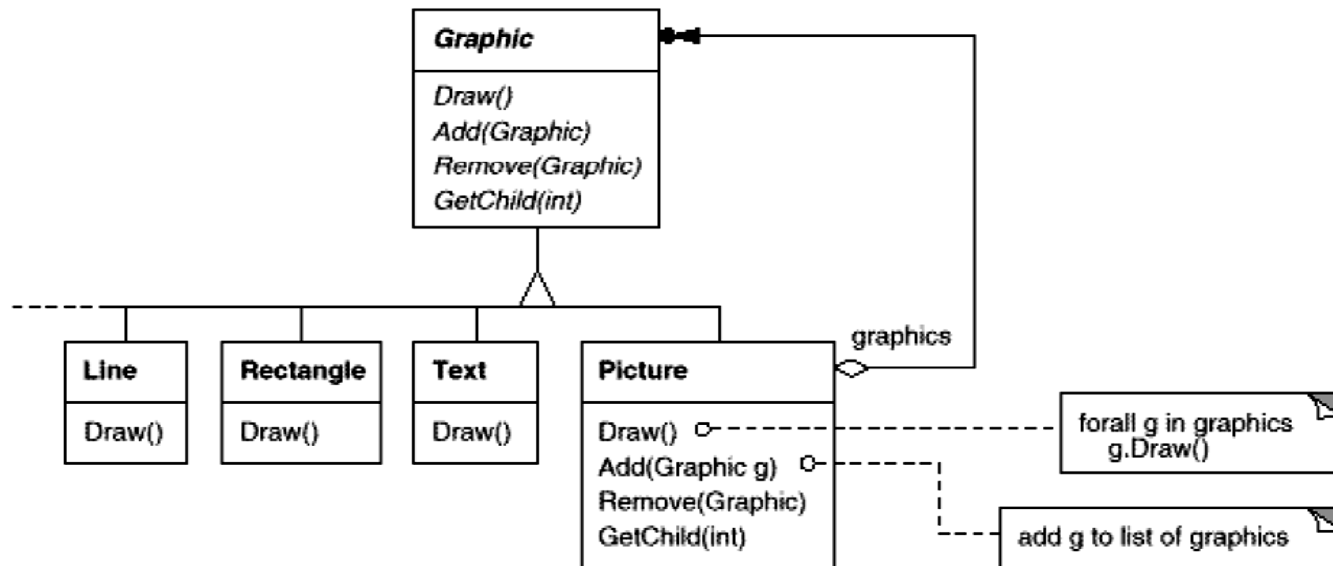 Graphic
Draw()
Add(Graphic)
Remove(Graphic)
GetChild(int)
graphics
Line
Draw()
Rectangle
Draw()
Text
Draw()
Picture
Draw()
Add(Graphic g)
Remove(Graphic)
GetChild(int)
forall g in graphics
g.Draw()
add g to list of graphics